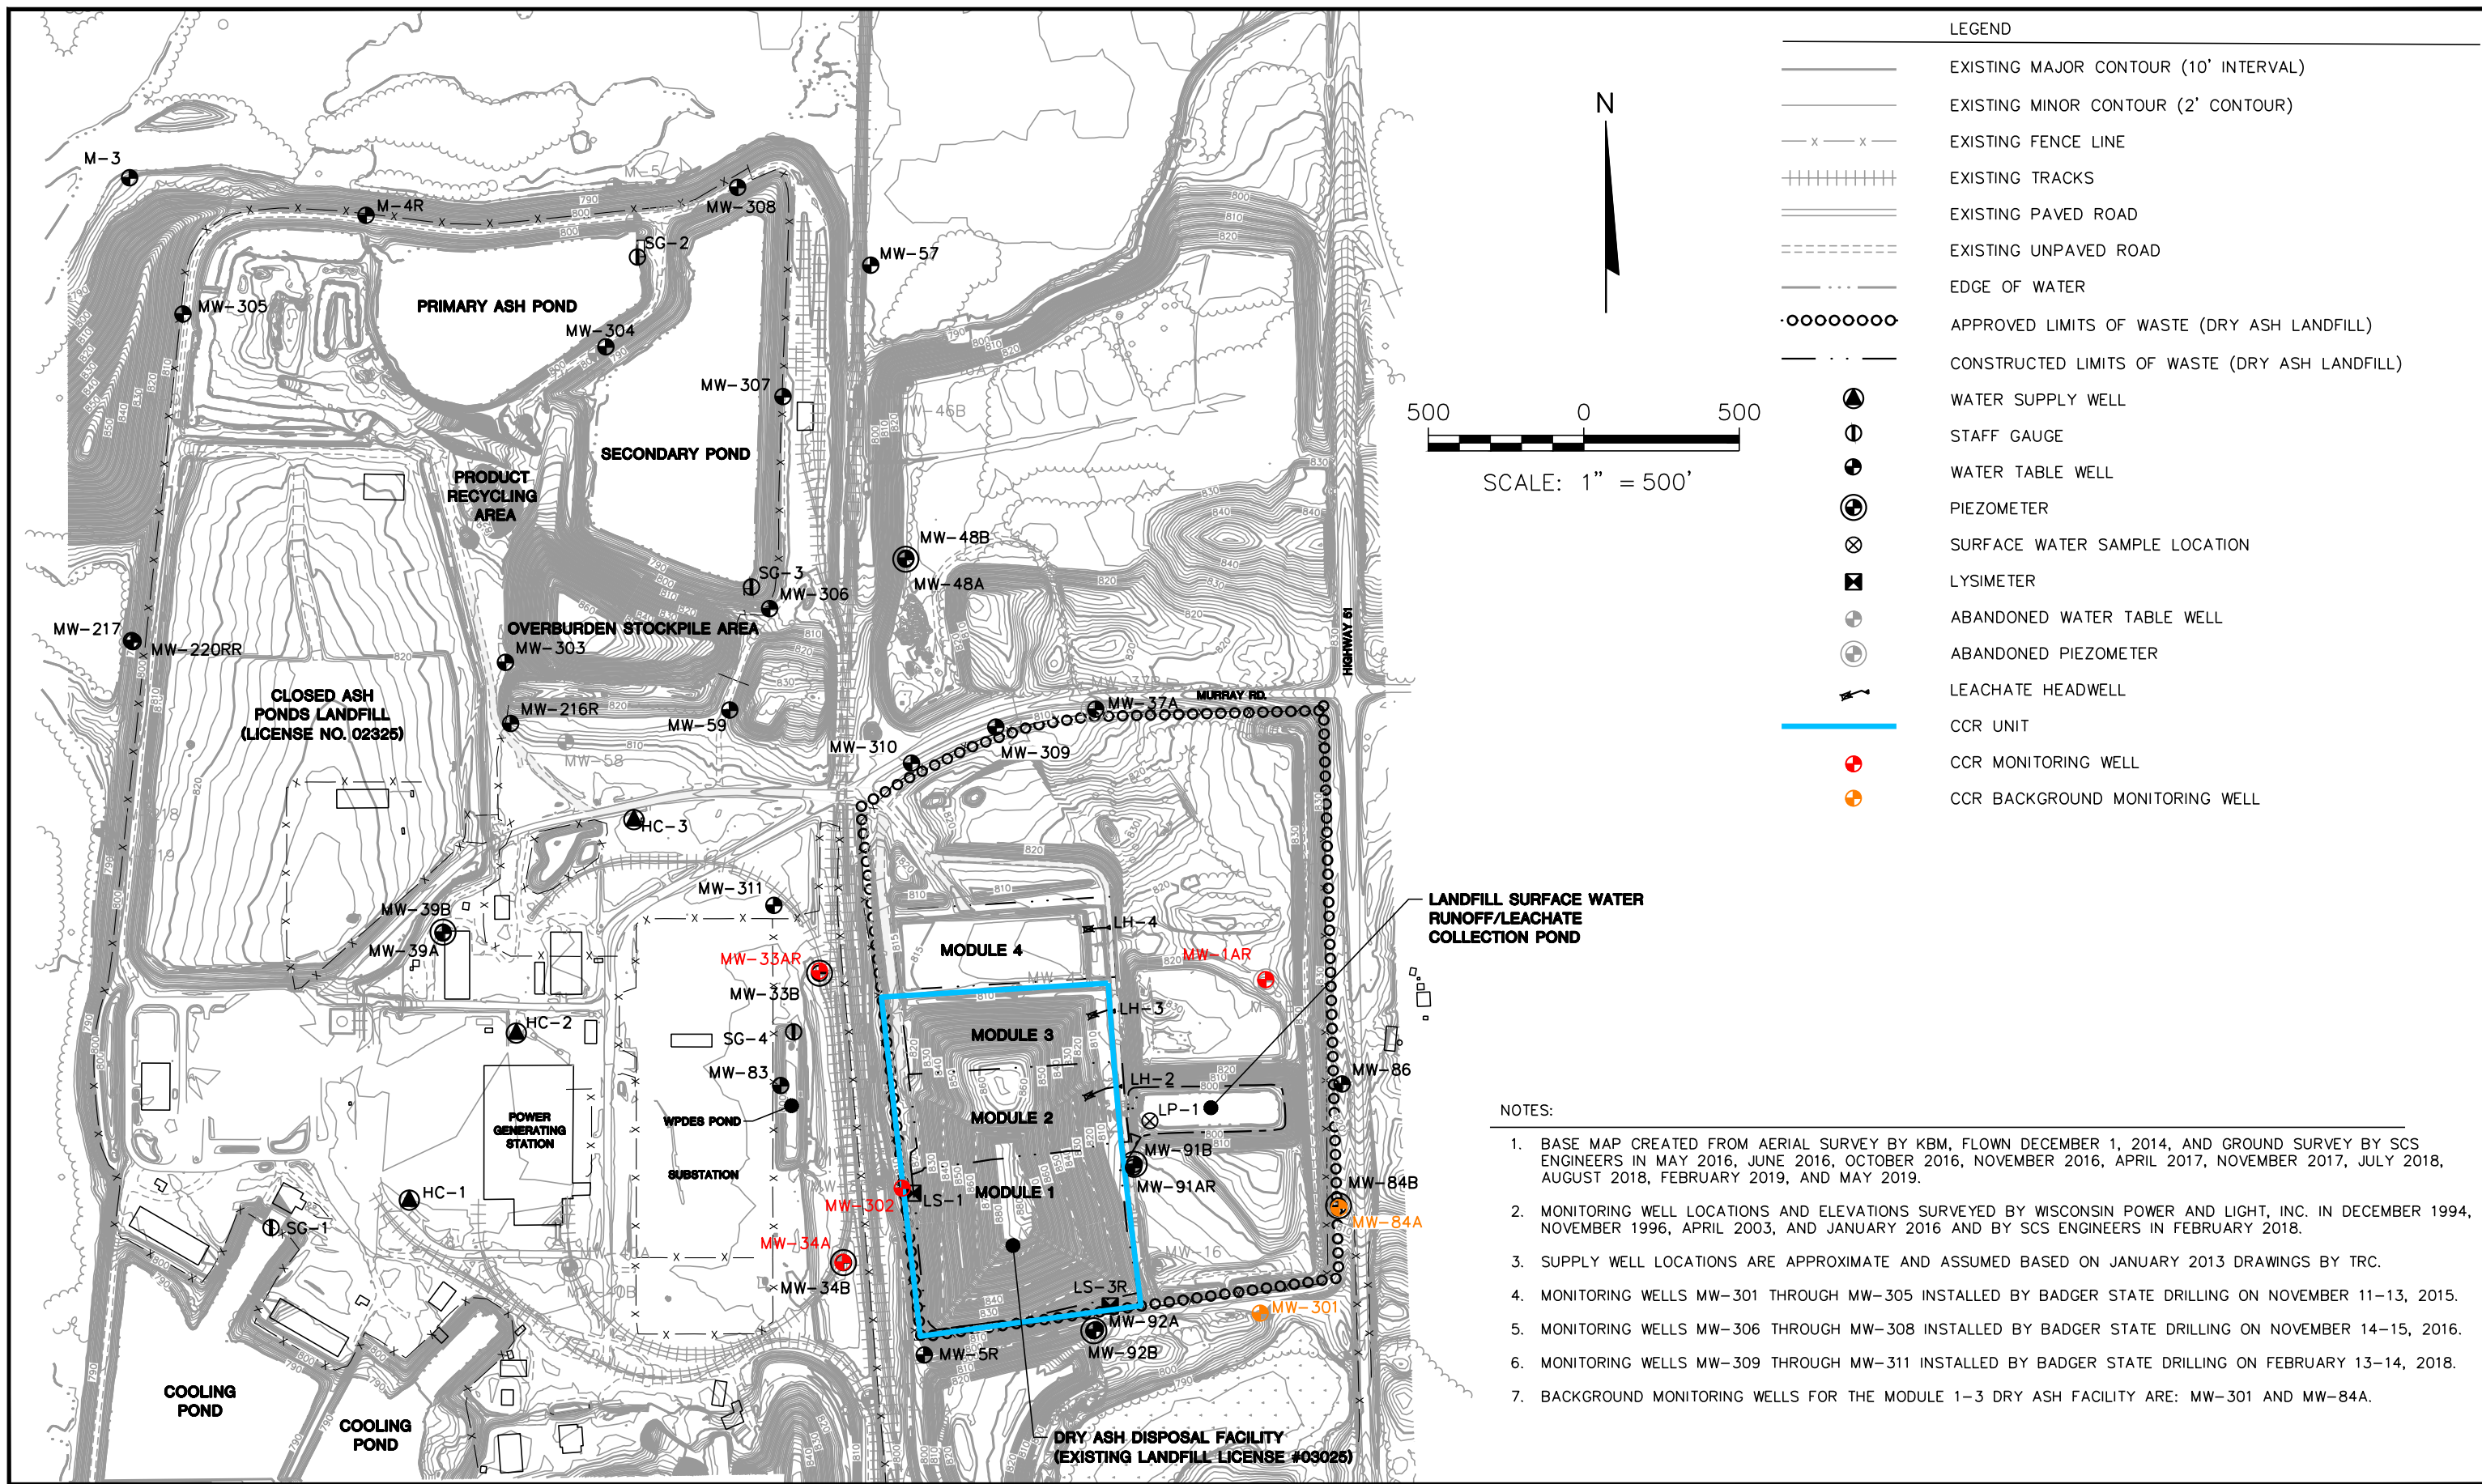 LEGEND
EXISTING MAJOR CONTOUR (10' INTERVAL)
EXISTING MINOR CONTOUR (2' CONTOUR)
EXISTING FENCE LINE
EXISTING TRACKS
EXISTING PAVED ROAD
EXISTING UNPAVED ROAD
EDGE OF WATER
APPROVED LIMITS OF WASTE (DRY ASH LANDFILL)
CONSTRUCTED LIMITS OF WASTE (DRY ASH LANDFILL)
WATER SUPPLY WELL
STAFF GAUGE
WATER TABLE WELL
PIEZOMETER
SURFACE WATER SAMPLE LOCATION
LYSIMETER
ABANDONED WATER TABLE WELL
ABANDONED PIEZOMETER
LEACHATE HEADWELL
CCR UNIT
CCR MONITORING WELL
CCR BACKGROUND MONITORING WELL
N
500 0 500
SCALE: 1" = 500'
M-3
M-4R
MW-308
SG-2
MW-57
MW-305
PRIMARY ASH POND
MW-304
MW-307
MW-46B
SECONDARY POND
PRODUCT
RECYCLING
AREA
MW-48B
MW-48A
SG-3
MW-306
OVERBURDEN STOCKPILE AREA
MW-217
MW-220RR
MW-303
HIGHWAY 51
CLOSED ASH
PONDS LANDFILL
(LICENSE NO. 02325)
MW-216R
MW-59
MW-58
MURRAY RD.
MW-37A
MW-310
MW-309
HC-3
MW-311
MW-39B
MW-39A
LH-4
MODULE 4
MW-33AR
MW-33B
MW-1AR
LANDFILL SURFACE WATER
RUNOFF/LEACHATE
COLLECTION POND
HC-2
SG-4
LH-3
MODULE 3
MW-83
LH-2
MW-86
LP-1
MODULE 2
POWER
GENERATING
STATION
WPDES POND
SUBSTATION
MW-91B
MW-91AR
MODULE 1
MW-302
LS-1
MW-84B
MW-84A
HC-1
SG-1
MW-34A
MW-34B
MW-40B
MW-16
LS-3R
MW-301
MW-92A
MW-92B
MW-5R
COOLING
POND
COOLING
POND
DRY ASH DISPOSAL FACILITY
(EXISTING LANDFILL LICENSE #03025)
NOTES:
1. BASE MAP CREATED FROM AERIAL SURVEY BY KBM, FLOWN DECEMBER 1, 2014, AND GROUND SURVEY BY SCS
ENGINEERS IN MAY 2016, JUNE 2016, OCTOBER 2016, NOVEMBER 2016, APRIL 2017, NOVEMBER 2017, JULY 2018,
AUGUST 2018, FEBRUARY 2019, AND MAY 2019.
2. MONITORING WELL LOCATIONS AND ELEVATIONS SURVEYED BY WISCONSIN POWER AND LIGHT, INC. IN DECEMBER 1994,
NOVEMBER 1996, APRIL 2003, AND JANUARY 2016 AND BY SCS ENGINEERS IN FEBRUARY 2018.
3. SUPPLY WELL LOCATIONS ARE APPROXIMATE AND ASSUMED BASED ON JANUARY 2013 DRAWINGS BY TRC.
4. MONITORING WELLS MW-301 THROUGH MW-305 INSTALLED BY BADGER STATE DRILLING ON NOVEMBER 11-13, 2015.
5. MONITORING WELLS MW-306 THROUGH MW-308 INSTALLED BY BADGER STATE DRILLING ON NOVEMBER 14-15, 2016.
6. MONITORING WELLS MW-309 THROUGH MW-311 INSTALLED BY BADGER STATE DRILLING ON FEBRUARY 13-14, 2018.
7. BACKGROUND MONITORING WELLS FOR THE MODULE 1-3 DRY ASH FACILITY ARE: MW-301 AND MW-84A.